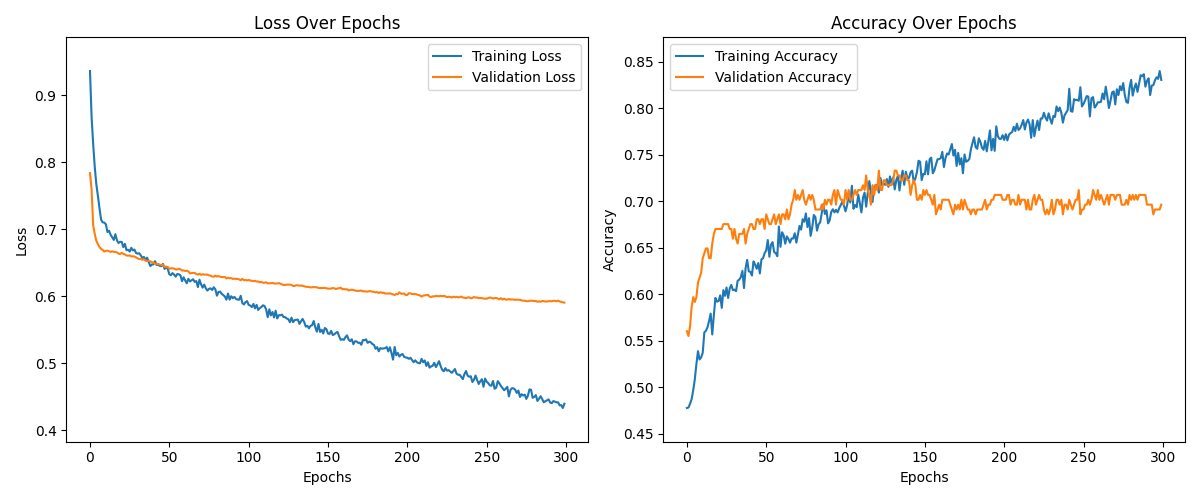 Loss Over Epochs
Training Loss
Validation Loss
0.9
0.8
0.7
0.6
0.5
0.4
Loss
0 50 100 150 200 250 300
Epochs
Accuracy Over Epochs
Training Accuracy
Validation Accuracy
0.85
0.80
0.75
0.70
0.65
0.60
0.55
0.50
0.45
Accuracy
0 50 100 150 200 250 300
Epochs